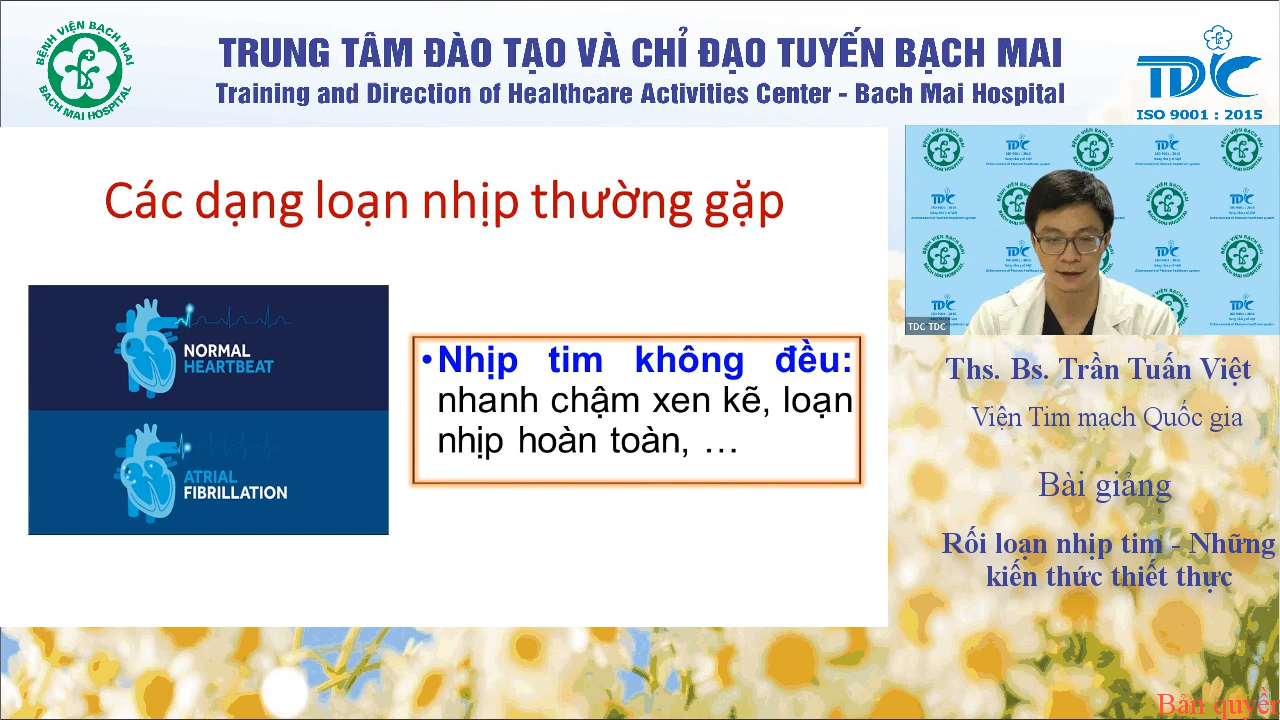 BỆNH VIỆN BẠCH MAI
BACH MAI HOSPITAL
TRUNG TÂM ĐÀO TẠO VÀ CHỈ ĐẠO TUYẾN BẠCH MAI
Training and Direction of Healthcare Activities Center - Bach Mai Hospital
TDC
ISO 9001 : 2015
Các dạng loạn nhịp thường gặp
NORMAL
HEARTBEAT
ATRIAL
FIBRILLATION
•Nhịp tim không đều:
nhanh chậm xen kẽ, loạn
nhịp hoàn toàn, …
TDC TDC
Ths. Bs. Trần Tuấn Việt
Viện Tim mạch Quốc gia
Bài giảng
Rối loạn nhịp tim - Những
kiến thức thiết thực
Bản quyền